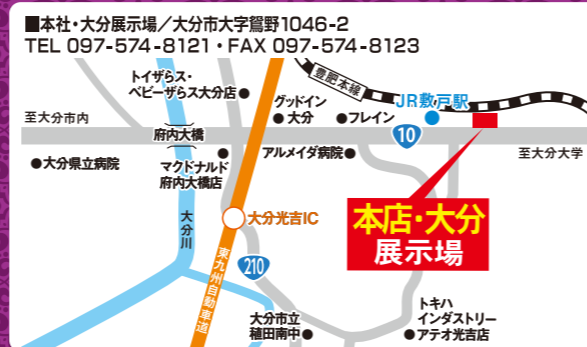 ■本社・大分展示場／大分市大字鴛野1046-2
TEL 097-574-8121・FAX 097-574-8123
トイザらス・
ベビーザらス大分店
グッドイン
大分
フレイン
豊肥本線
JR敷戸駅
至大分市内
府内大橋
10
至大分大学
大分県立病院
マクドナルド
府内大橋店
アルメイダ病院
大分川
大分光吉IC
本店・大分
展示場
東九州自動車道
210
大分市立
稙田南中
トキハ
インダストリー
アテオ光吉店